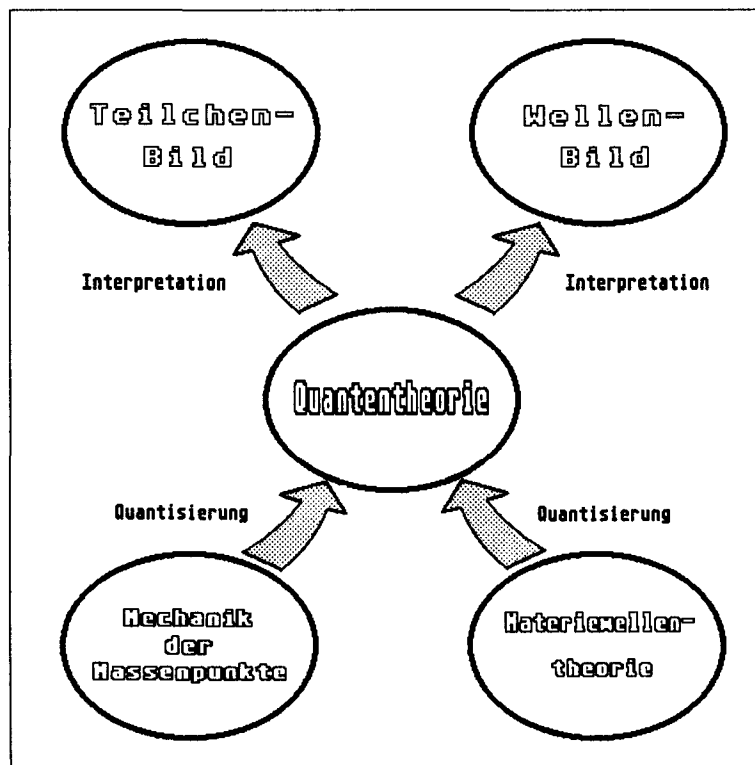 Teilchen-
Bild
Wellen-
Bild
Interpretation
Interpretation
Quantentheorie
Quantisierung
Quantisierung
Mechanik
der
Massenpunkte
Materiewellen-
theorie